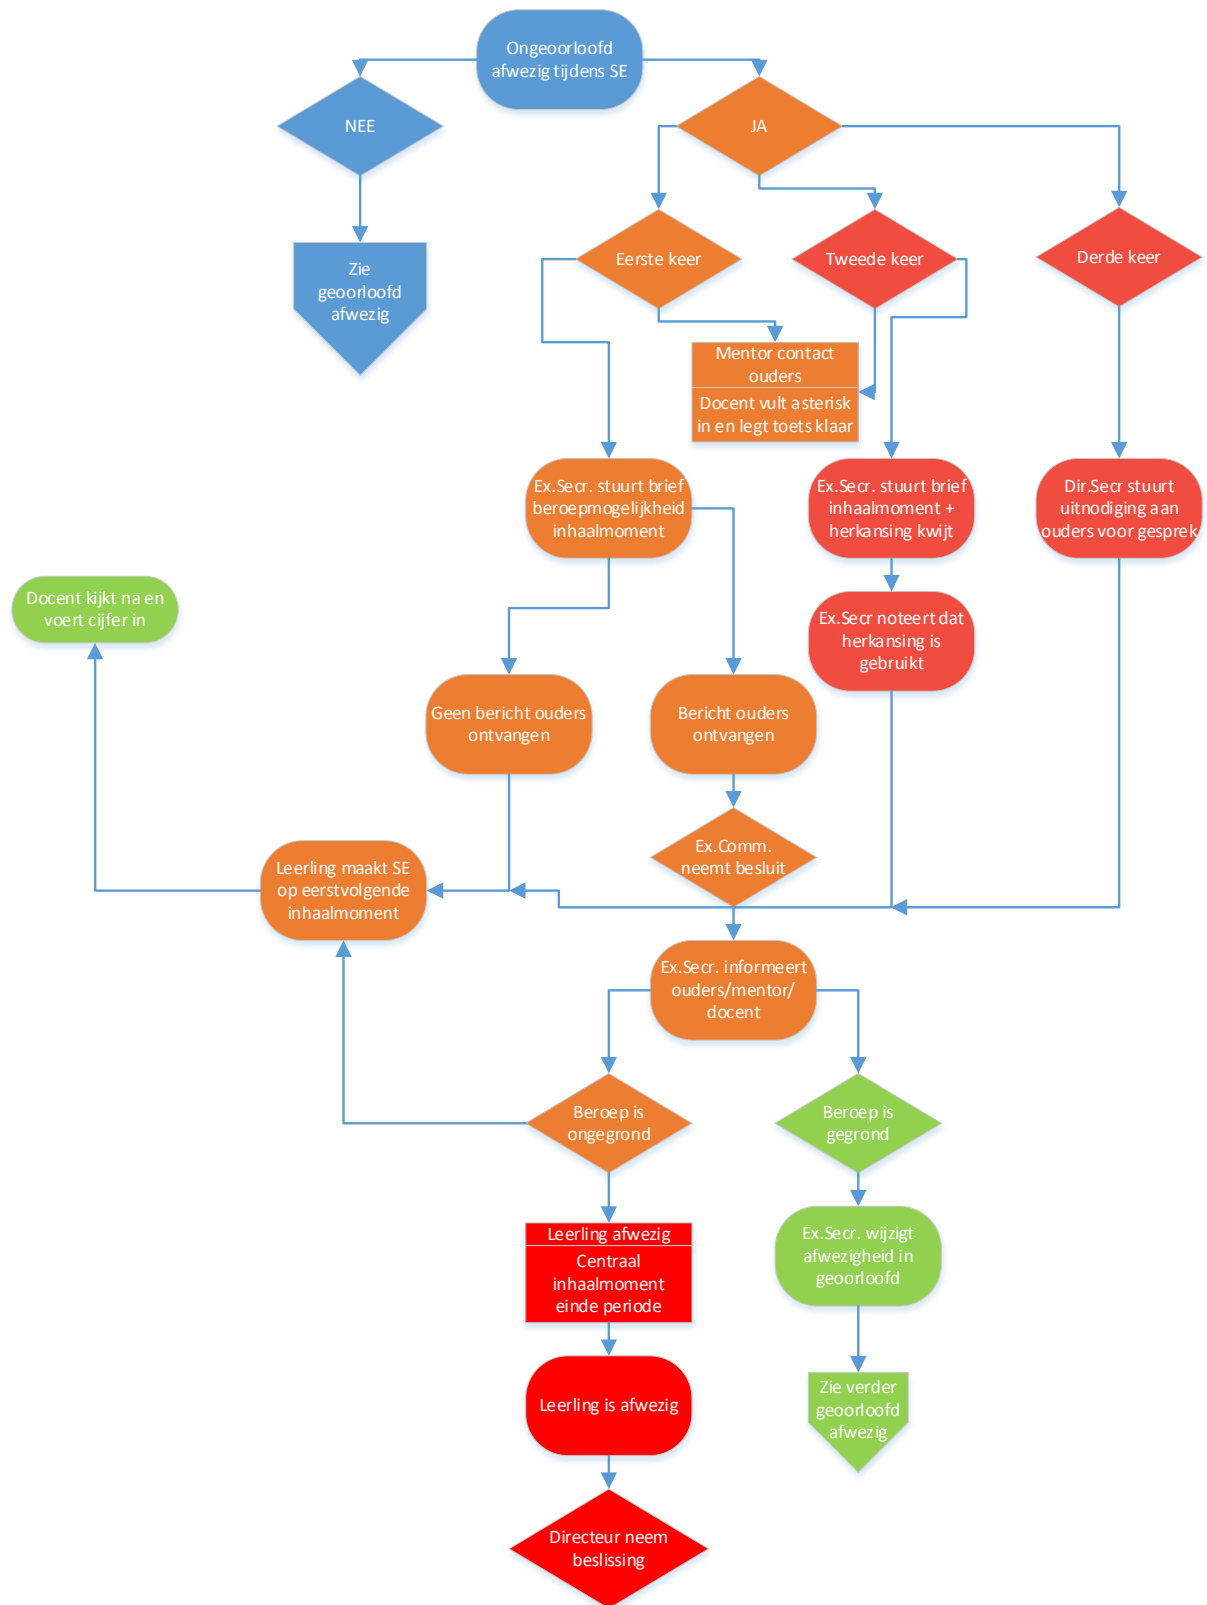 Ongeoorloofd
afwezig tijdens SE
NEE
JA
Zie
geoorloofd
afwezig
Eerste keer
Tweede keer
Derde keer
Mentor contact
ouders
Docent vult asterisk
in en legt toets klaar
Ex.Secr. stuurt brief
beroepmogelijkheid
inhaalmoment
Ex.Secr. stuurt brief
inhaalmoment +
herkansing kwijt
Dir.Secr stuurt
uitnodiging aan
ouders voor gesprek
Docent kijkt na en
voert cijfer in
Ex.Secr noteert dat
herkansing is
gebruikt
Geen bericht ouders
ontvangen
Bericht ouders
ontvangen
Ex.Comm.
neemt besluit
Leerling maakt SE
op eerstvolgende
inhaalmoment
Ex.Secr. informeert
ouders/mentor/
docent
Beroep is
ongegrond
Beroep is
gegrond
Leerling afwezig
Centraal
inhaalmoment
einde periode
Ex.Secr. wijzigt
afwezigheid in
geoorloofd
Leerling is afwezig
Zie verder
geoorloofd
afwezig
Directeur neem
beslissing